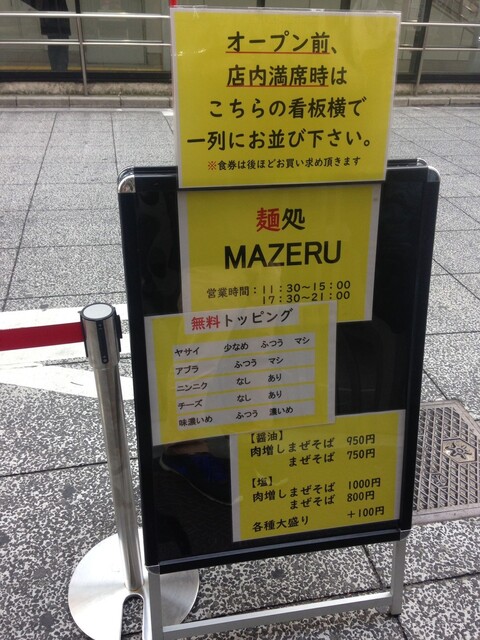 オープン前、
店内満席時は
こちらの看板横で
一列にお並び下さい。
※食券は後ほどお買い求め頂きます
麺処
MAZERU
営業時間：11：30～15：00
17：30～21：00
無料トッピング
ヤサイ 少なめ ふつう マシ
アブラ ふつう マシ
ニンニク なし あり
チーズ なし あり
味濃いめ ふつう 濃いめ
【醤油】
肉増しまぜそば 950円
まぜそば 750円
【塩】
肉増しまぜそば 1000円
まぜそば 800円
各種大盛り ＋100円